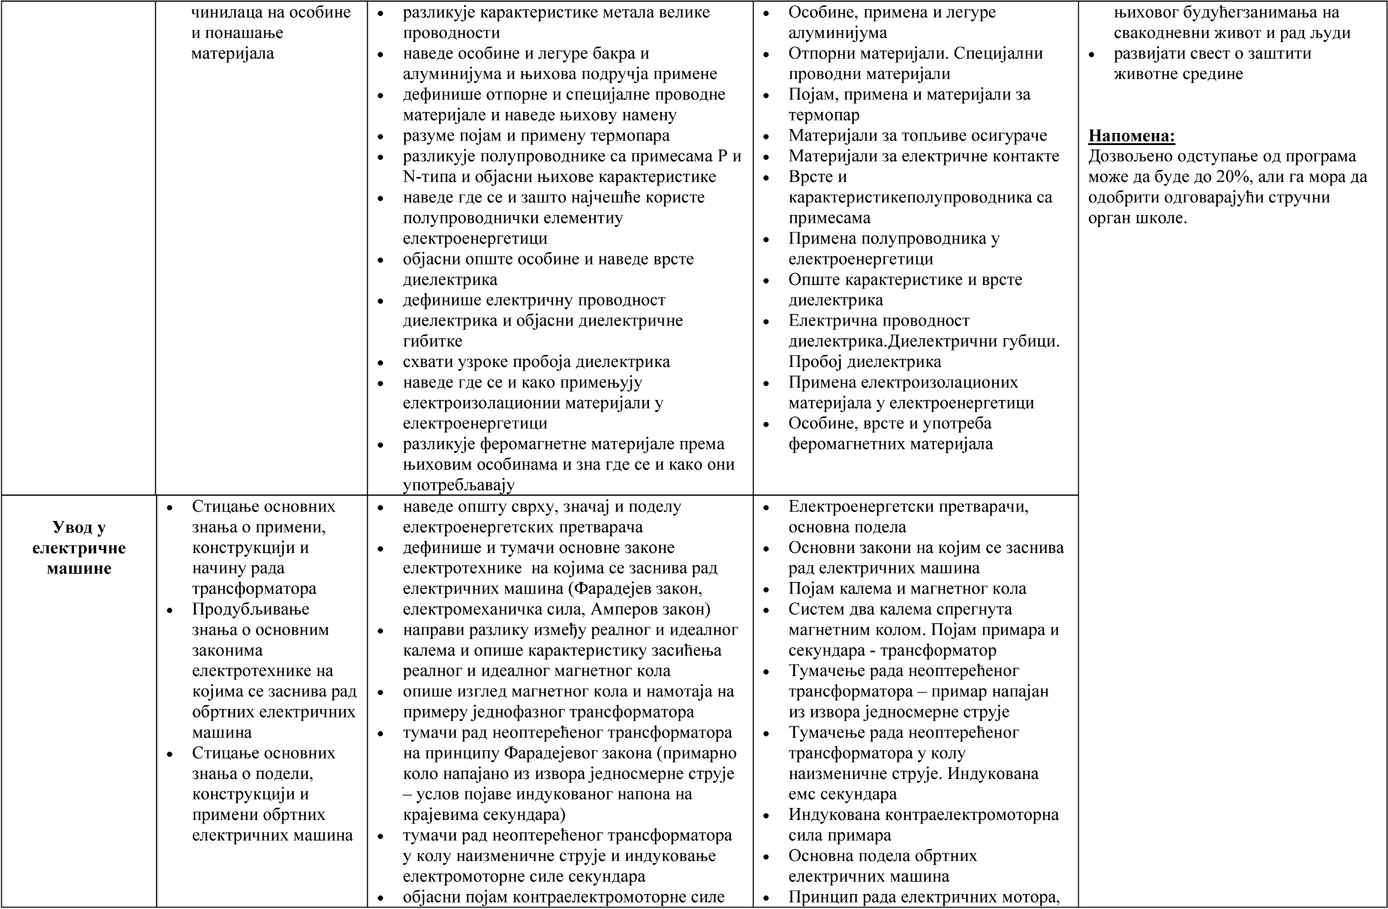 чинилаца на особине
и понашање
материјала
разликује карактеристике метала велике
проводности
наведе особине и легуре бакра и
алуминијума и њихова подручја примене
дефинише отпорне и специјалне проводне
материјале и наведе њихову намену
разуме појам и примену термопара
разликује полупроводнике са примесама P и
N-типа и објасни њихове карактеристике
наведе где се и зашто најчешће користе
полупроводнички елементиу
електроенергетици
објасни опште особине и наведе врсте
диелектрика
дефинише електричну проводност
диелектрика и објасни диелектричне
гибитке
схвати узроке пробоја диелектрика
наведе где се и како примењују
електроизолационии материјали у
електроенергетици
разликује феромагнетне материјале према
њиховим особинама и зна где се и како они
употребљавају
Особине, примена и легуре
алуминијума
Отпорни материјали. Специјални
проводни материјали
Појам, примена и материјали за
термопар
Материјали за топљиве осигураче
Материјали за електричне контакте
Врсте и
карактеристикеполупроводника са
примесама
Примена полупроводника у
електроенергетици
Опште карактеристике и врсте
диелектрика
Електрична проводност
диелектрика.Диелектрични губици.
Пробој диелектрика
Примена електроизолационих
материјала у електроенергетици
Особине, врсте и употреба
феромагнетних материјала
њиховог будућегзанимања на
свакодневни живот и рад људи
развијати свест о заштити
животне средине
Напомена:
Дозвољено одступање од програма
може да буде до 20%, али га мора да
одобрити одговарајући стручни
орган школе.
Увод у
електричне
машине
Стицање основних
знања о примени,
конструкцији и
начину рада
трансформатора
Продубљивање
знања о основним
законима
електротехнике на
којима се заснива рад
обртних електричних
машина
Стицање основних
знања о подели,
конструкцији и
примени обртних
електричних машина
наведе општу сврху, значај и поделу
електроенергетских претварача
дефинише и тумачи основне законе
електротехнике на којима се заснива рад
електричних машина (Фарадејев закон,
електромеханичка сила, Амперов закон)
направи разлику између реалног и идеалног
калема и опише карактеристику засићења
реалног и идеалног магнетног кола
опише изглед магнетног кола и намотаја на
примеру једнофазног трансформатора
тумачи рад неоптерећеног трансформатора
на принципу Фарадејевог закона (примарно
коло напајано из извора једносмерне струје
– услов појаве индукованог напона на
крајевима секундара)
тумачи рад неоптерећеног трансформатора
у колу наизменичне струје и индуковање
електромоторне силе секундара
објасни појам контраелектромоторне силе
Електроенергетски претварачи,
основна подела
Основни закони на којим се заснива
рад електричних машина
Појам калема и магнетног кола
Систем два калема спрегнута
магнетним колом. Појам примара и
секундара - трансформатор
Тумачење рада неоптерећеног
трансформатора – примар напајан
из извора једносмерне струје
Тумачење рада неоптерећеног
трансформатора у колу
наизменичне струје. Индукована
емс секундара
Индукована контраелектромоторна
сила примара
Основна подела обртних
електричних машина
Принцип рада електричних мотора,